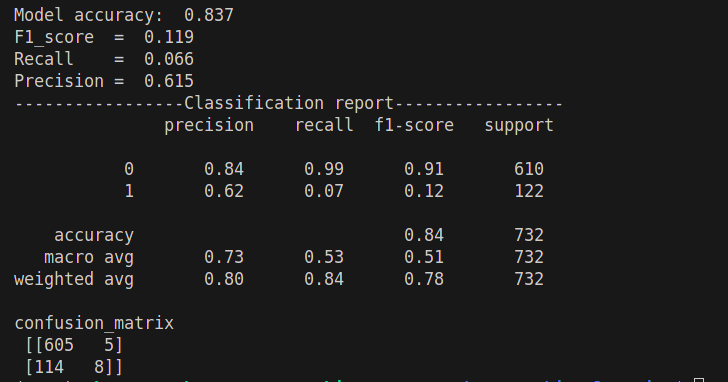 Model accuracy:  0.837
F1_score  =  0.119
Recall    =  0.066
Precision =  0.615
-----------------Classification report-----------------
               precision    recall  f1-score   support

           0       0.84      0.99      0.91       610
           1       0.62      0.07      0.12       122

    accuracy                           0.84       732
   macro avg       0.73      0.53      0.51       732
weighted avg       0.80      0.84      0.78       732

confusion_matrix
 [[605   5]
 [114   8]]